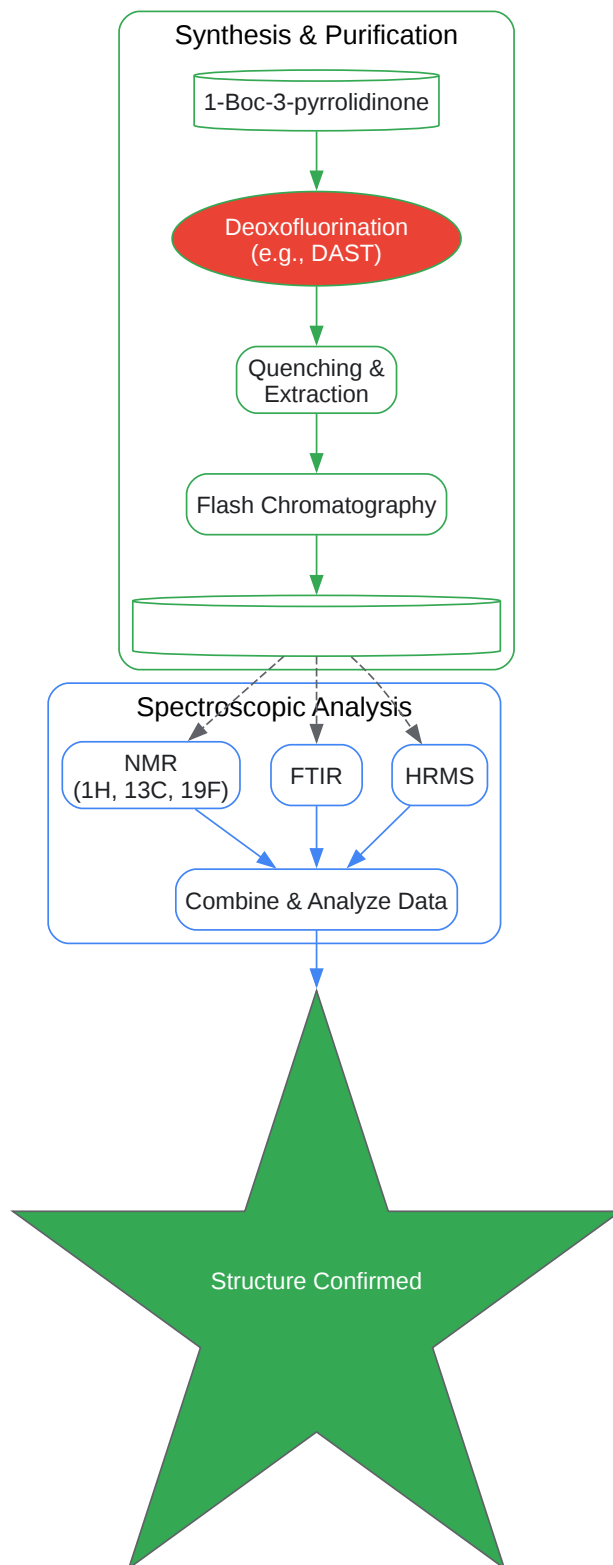 Synthesis & Purification
1-Boc-3-pyrrolidinone
Deoxofluorination
(e.g., DAST)
Quenching &
Extraction
Flash Chromatography
Spectroscopic Analysis
NMR
(1H, 13C, 19F)
FTIR
HRMS
Combine & Analyze Data
Structure Confirmed